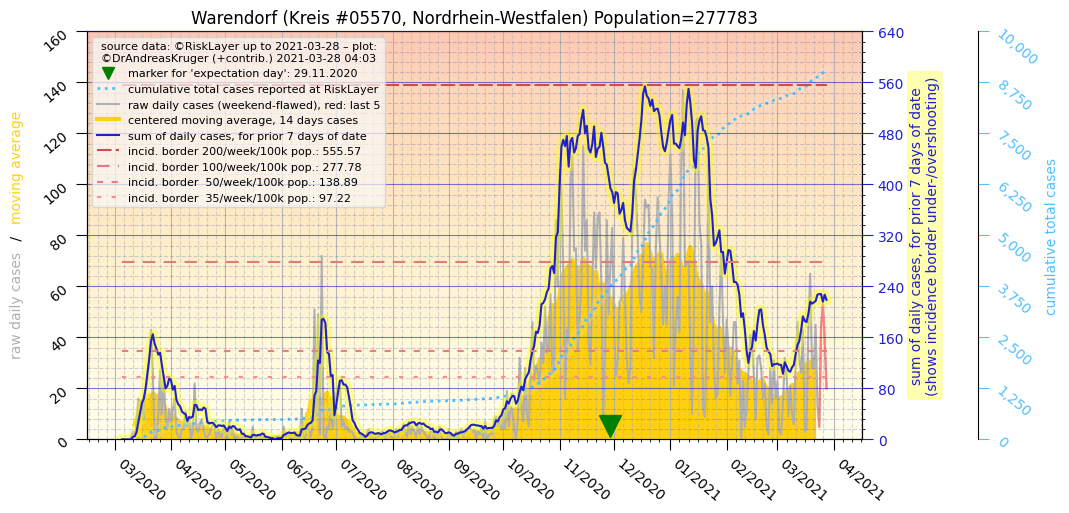 Warendorf (Kreis #05570, Nordrhein-Westfalen) Population=277783
source data: ©RiskLayer up to 2021-03-28 – plot:
©DrAndreasKruger (+contrib.) 2021-03-28 04:03
marker for 'expectation day': 29.11.2020
cumulative total cases reported at RiskLayer
raw daily cases (weekend-flawed), red: last 5
centered moving average, 14 days cases
sum of daily cases, for prior 7 days of date
incid. border 200/week/100k pop.: 555.57
incid. border 100/week/100k pop.: 277.78
incid. border  50/week/100k pop.: 138.89
incid. border  35/week/100k pop.: 97.22
raw daily cases  /  moving average
160
140
120
100
80
60
40
20
0
03/2020
04/2020
05/2020
06/2020
07/2020
08/2020
09/2020
10/2020
11/2020
12/2020
01/2021
02/2021
03/2021
04/2021
640
560
480
400
320
240
160
80
0
sum of daily cases, for prior 7 days of date
(shows incidence border under-/overshooting)
10,000
8,750
7,500
6,250
5,000
3,750
2,500
1,250
0
cumulative total cases